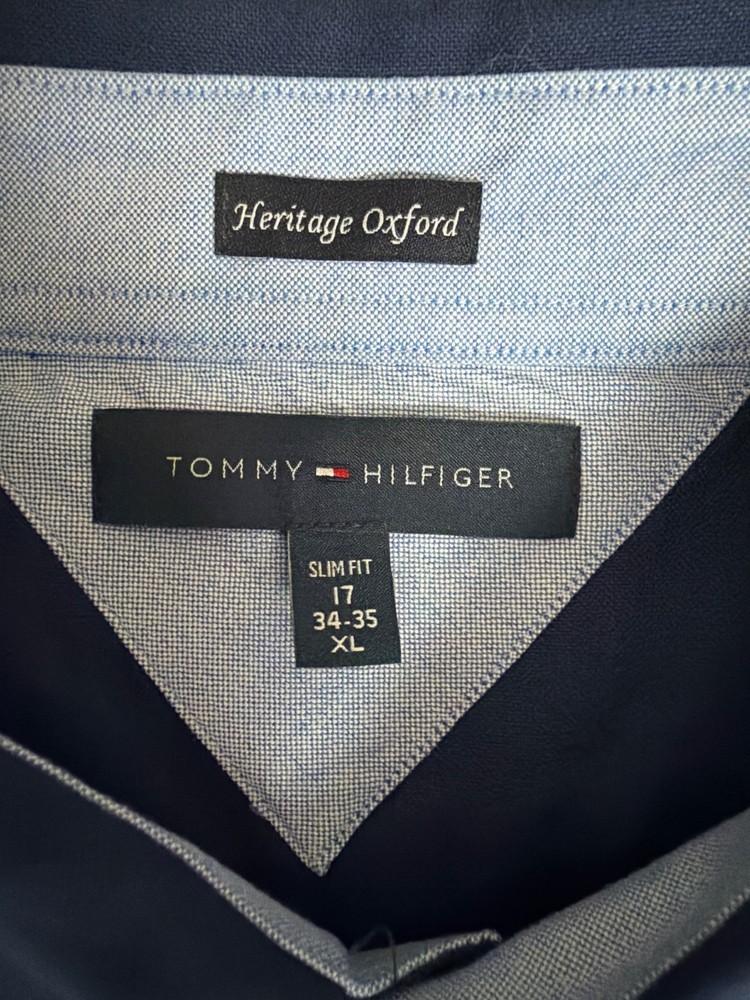 Heritage Oxford
TOMMY HILFIGER
SLIM FIT
17
34-35
XL